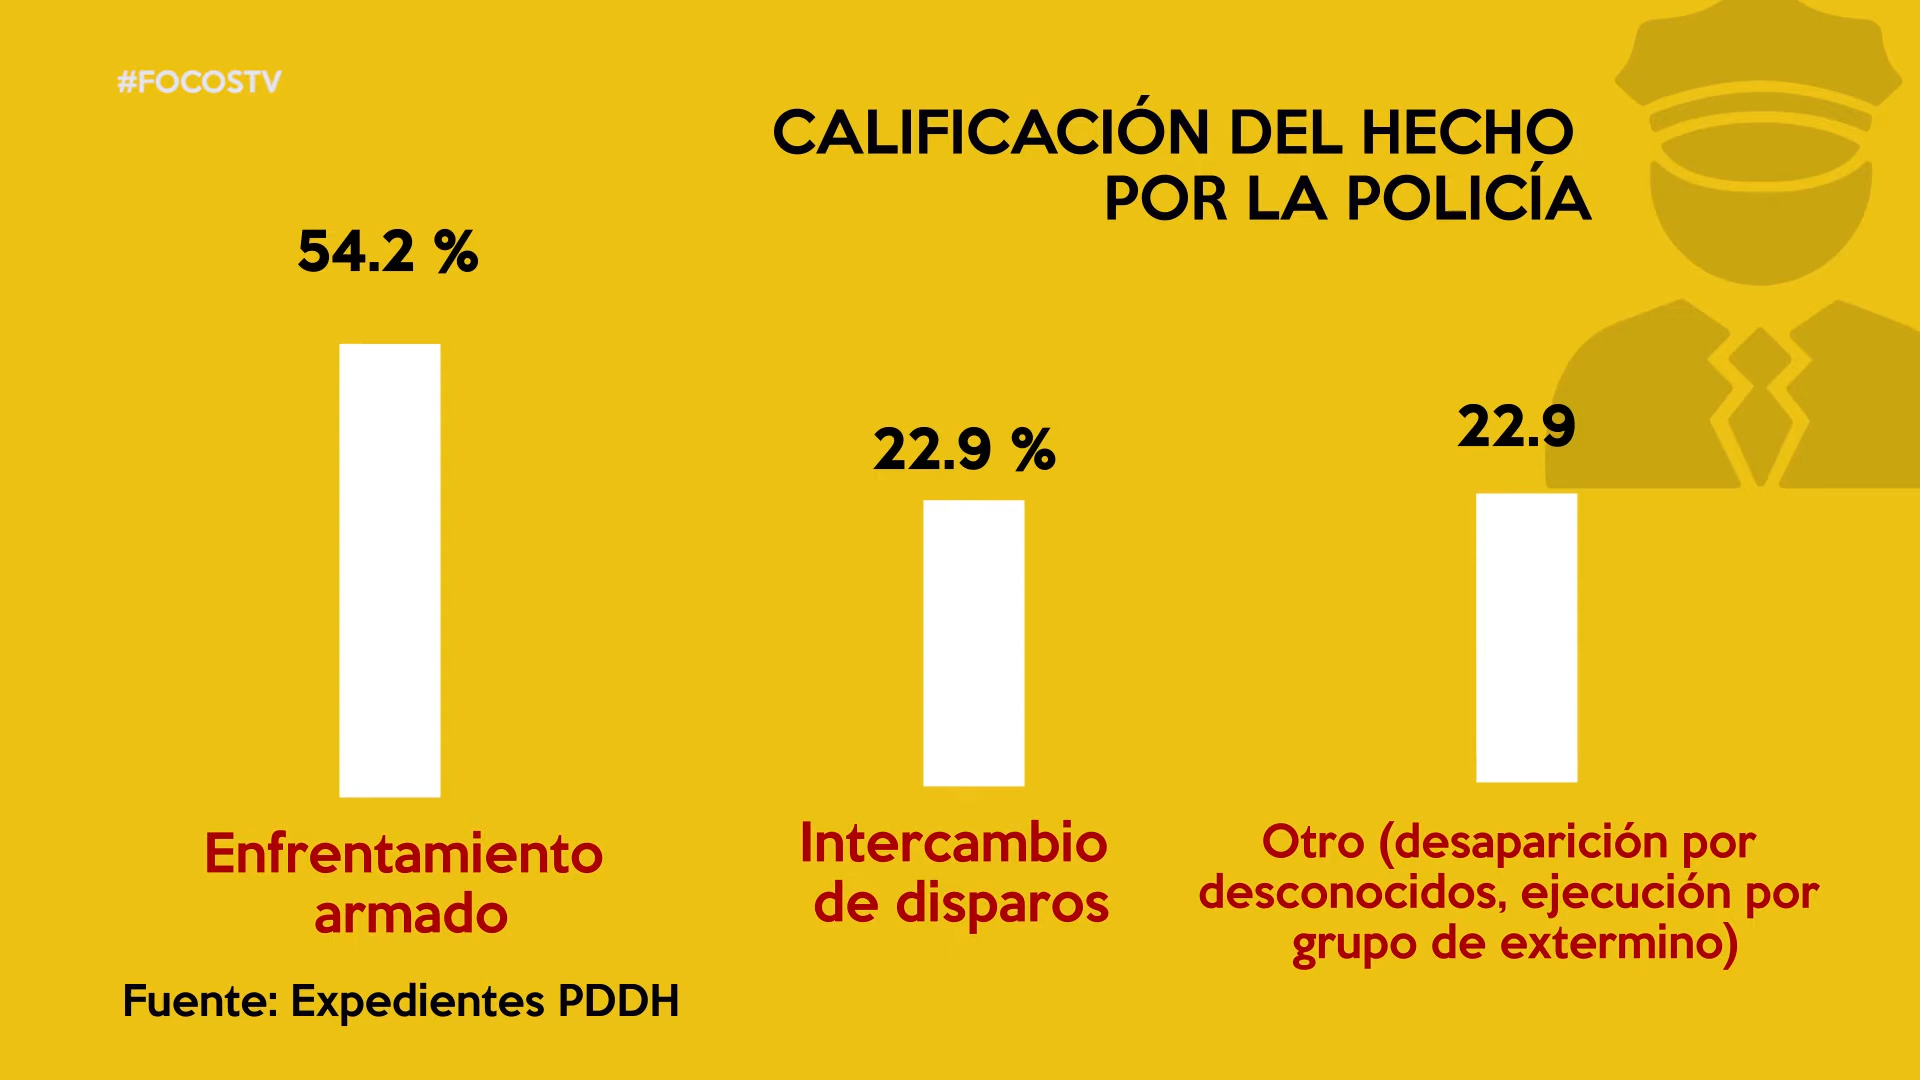 #FOCOSTV
CALIFICACIÓN DEL HECHO
POR LA POLICÍA
54.2 %
22.9 %
22.9
Enfrentamiento
armado
Intercambio
de disparos
Otro (desaparición por
desconocidos, ejecución por
grupo de extermino)
Fuente: Expedientes PDDH